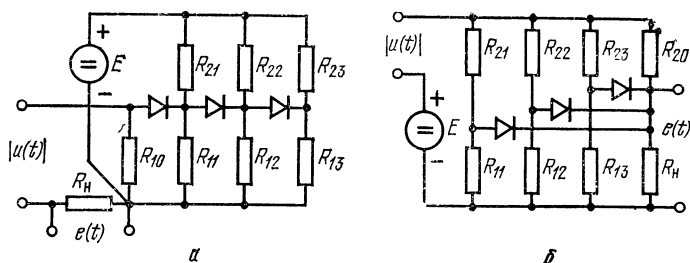 + E − R₂₁ R₂₂ R₂₃
|u(t)| R₁₀ R₁₁ R₁₂ R₁₃
Rн
e(t)
а
|u(t)| R₂₁ R₂₂ R₂₃ R₂₀
+ E − e(t)
R₁₁ R₁₂ R₁₃ Rн
б